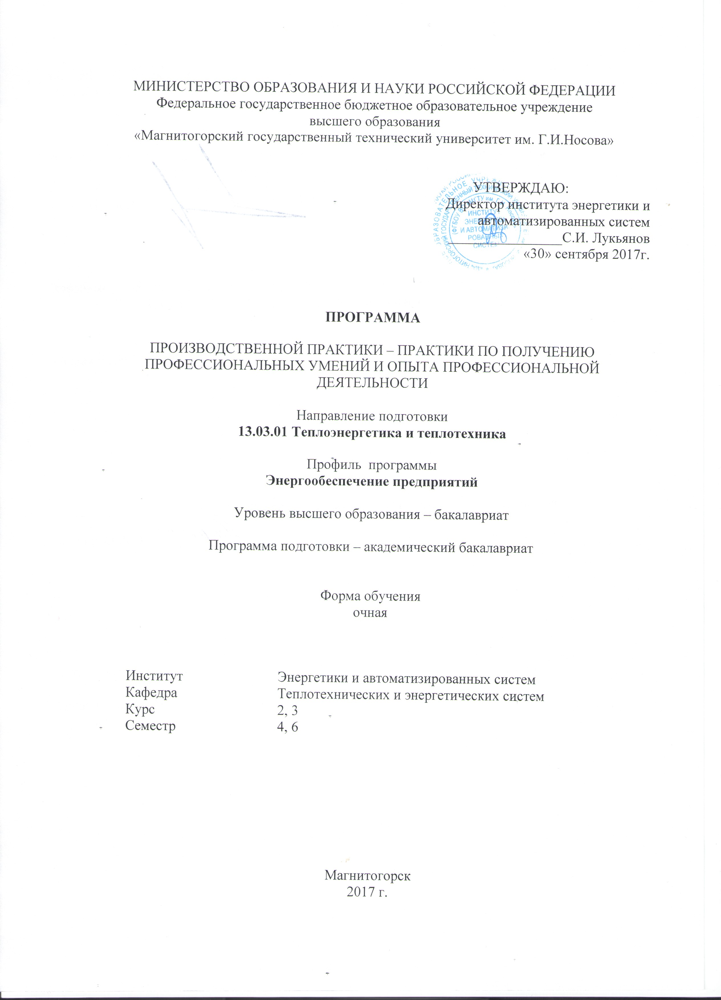 МИНИСТЕРСТВО ОБРАЗОВАНИЯ И НАУКИ РОССИЙСКОЙ ФЕДЕРАЦИИ
Федеральное государственное бюджетное образовательное учреждение
высшего образования
«Магнитогорский государственный технический университет им. Г.И.Носова»
УТВЕРЖДАЮ:
Директор института энергетики и
автоматизированных систем
С.И. Лукьянов
«30» сентября 2017г.
ИНСТИТУТ
И АВТОМАТИЗИ
СИСТЕМ
ПРОГРАММА
ПРОИЗВОДСТВЕННОЙ ПРАКТИКИ – ПРАКТИКИ ПО ПОЛУЧЕНИЮ
ПРОФЕССИОНАЛЬНЫХ УМЕНИЙ И ОПЫТА ПРОФЕССИОНАЛЬНОЙ
ДЕЯТЕЛЬНОСТИ
Направление подготовки
13.03.01 Теплоэнергетика и теплотехника
Профиль программы
Энергообеспечение предприятий
Уровень высшего образования – бакалавриат
Программа подготовки – академический бакалавриат
Форма обучения
очная
Институт Энергетики и автоматизированных систем
Кафедра Теплотехнических и энергетических систем
Курс 2, 3
Семестр 4, 6
Магнитогорск
2017 г.